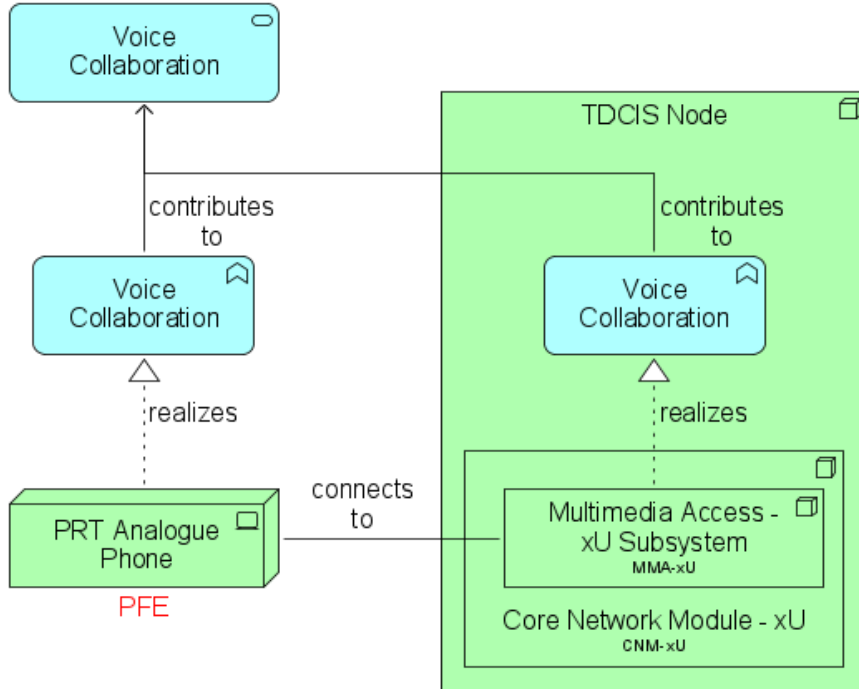 Voice
Collaboration
TDCIS Node
contributes
to
contributes
to
Voice
Collaboration
Voice
Collaboration
realizes
realizes
connects
to
PRT Analogue
Phone
PFE
Multimedia Access -
xU Subsystem
MMA-xU
Core Network Module - xU
CNM-xU